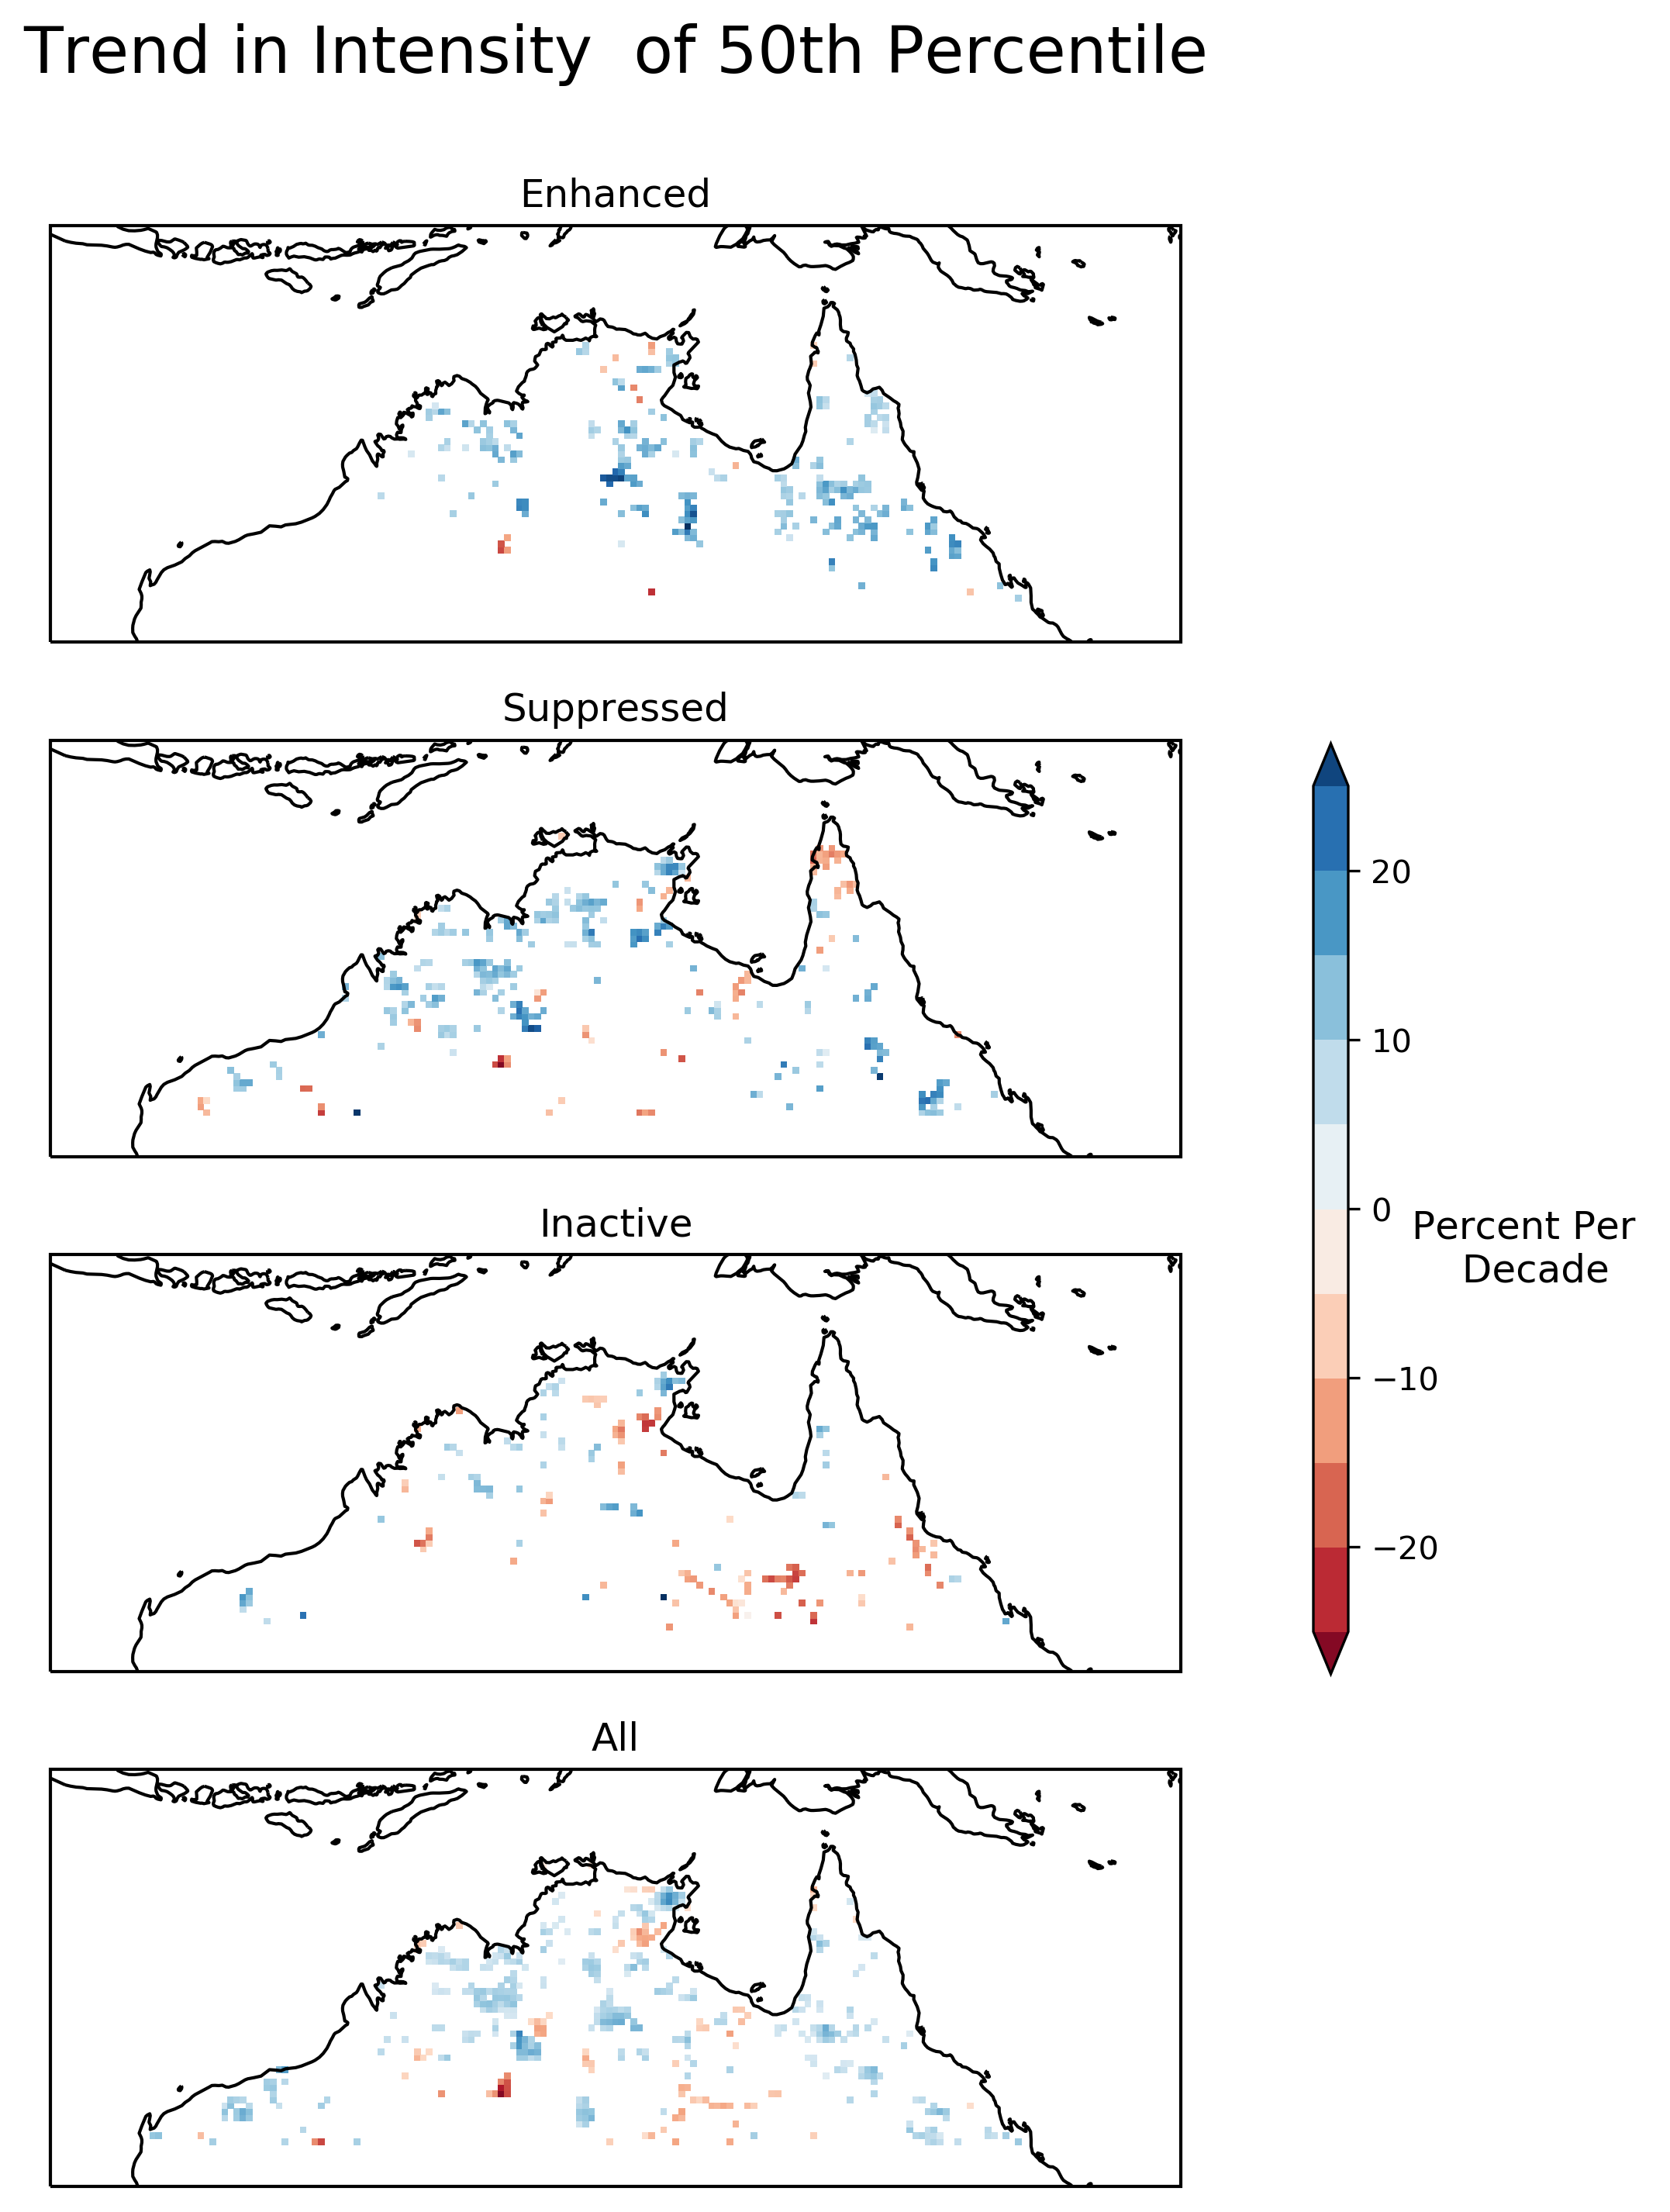 Trend in Intensity  of 50th Percentile
Enhanced
Suppressed
20
10
0
Percent Per
Decade
−10
−20
Inactive
All